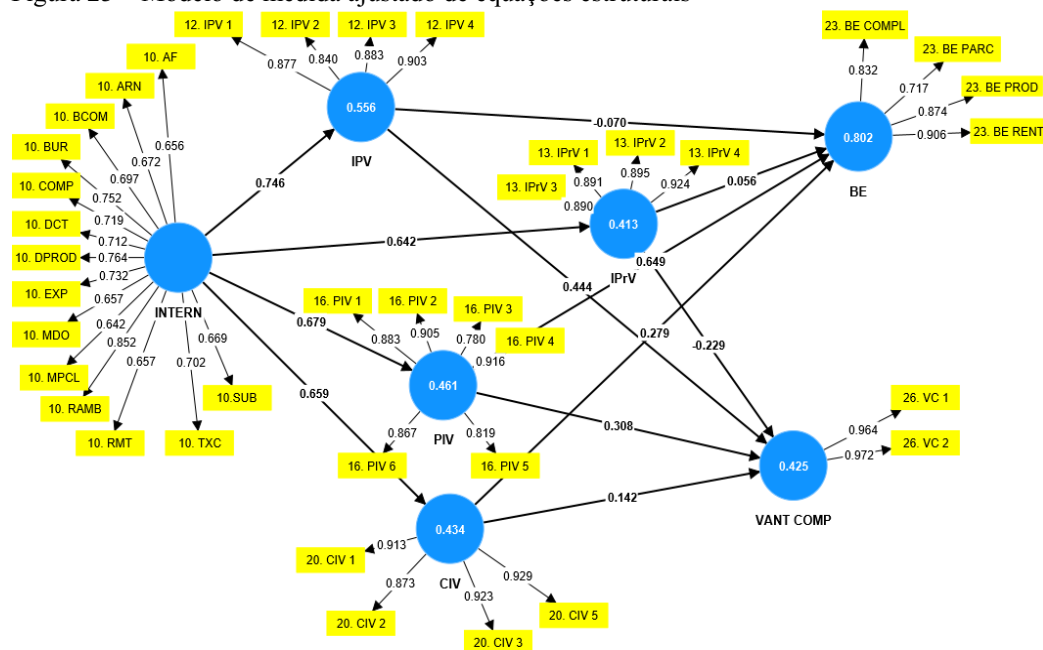 Figura 25 – Modelo de medida ajustado de equações estruturais
12. IPV 1
12. IPV 2
12. IPV 3
12. IPV 4
0.877
0.840
0.883
0.903
0.556
IPV
10. AF
10. ARN
10. BCOM
10. BUR
10. COMP
10. DCT
10. DPROD
10. EXP
10. MDO
10. MPCL
10. RAMB
10. RMT
10. TXC
10.SUB
0.656
0.672
0.697
0.752
0.719
0.712
0.764
0.732
0.657
0.642
0.852
0.657
0.702
0.669
INTERN
0.746
0.642
0.679
0.659
13. IPrV 1
13. IPrV 2
13. IPrV 4
13. IPrV 3
0.891
0.895
0.924
0.890
0.413
IPrV
23. BE COMPL
23. BE PARC
23. BE PROD
23. BE RENT
0.832
0.717
0.874
0.906
0.802
BE
-0.070
0.056
0.649
0.444
0.279
-0.229
16. PIV 1
16. PIV 2
16. PIV 3
16. PIV 4
0.883
0.905
0.780
0.916
0.461
PIV
0.867
0.819
16. PIV 6
16. PIV 5
0.308
0.142
26. VC 1
26. VC 2
0.964
0.972
0.425
VANT COMP
0.434
CIV
20. CIV 1
20. CIV 2
20. CIV 3
20. CIV 5
0.913
0.873
0.923
0.929